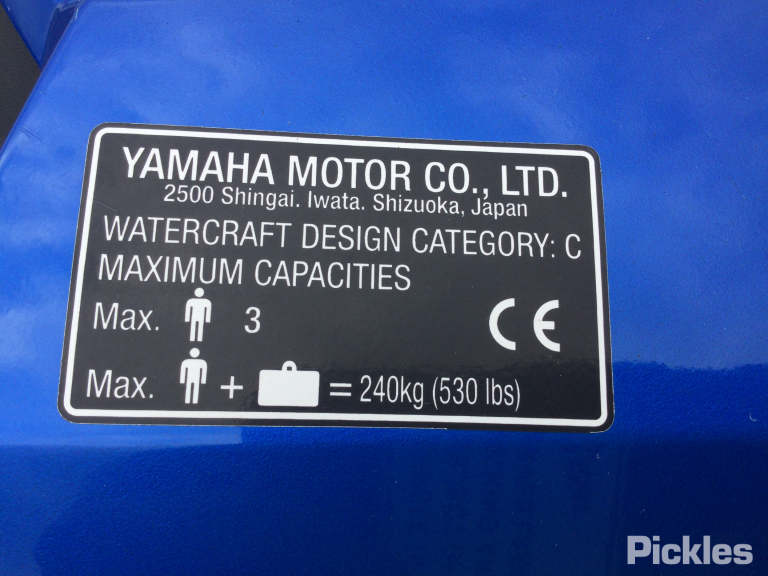 YAMAHA MOTOR CO., LTD.
2500 Shingai. Iwata. Shizuoka, Japan
WATERCRAFT DESIGN CATEGORY: C
MAXIMUM CAPACITIES
Max. 3
CE
Max. + = 240kg (530 lbs)
Pickles